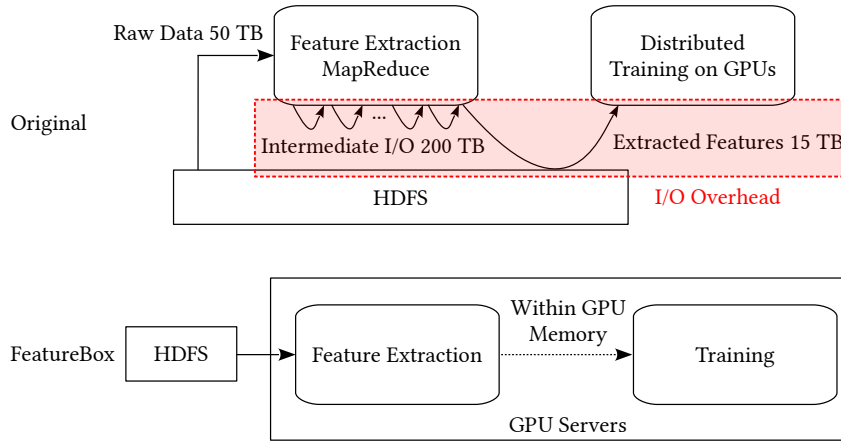 Raw Data 50 TB
Feature Extraction
MapReduce
Distributed
Training on GPUs
Original
...
Intermediate I/O 200 TB
Extracted Features 15 TB
HDFS
I/O Overhead
FeatureBox
HDFS
Feature Extraction
Within GPU
Memory
Training
GPU Servers